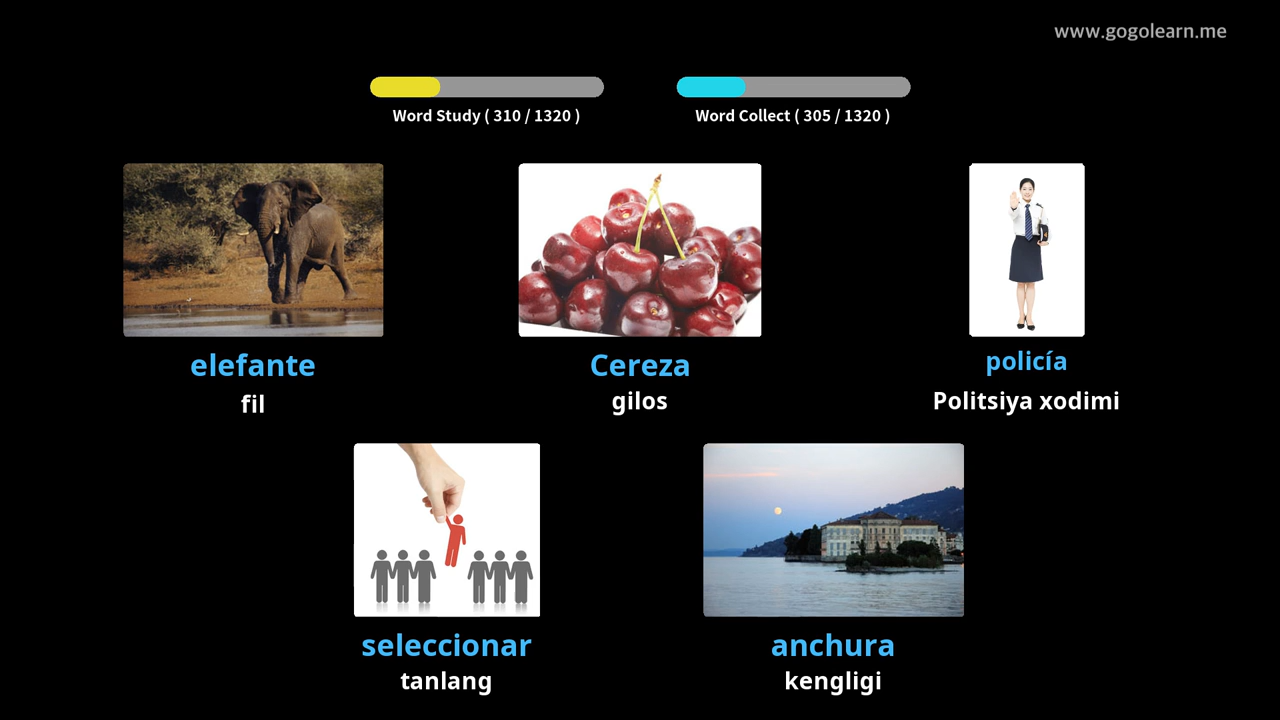 www.gogolearn.me
Word Study ( 310 / 1320 )
Word Collect ( 305 / 1320 )
elefante
fil
Cereza
gilos
policía
Politsiya xodimi
seleccionar
tanlang
anchura
kengligi